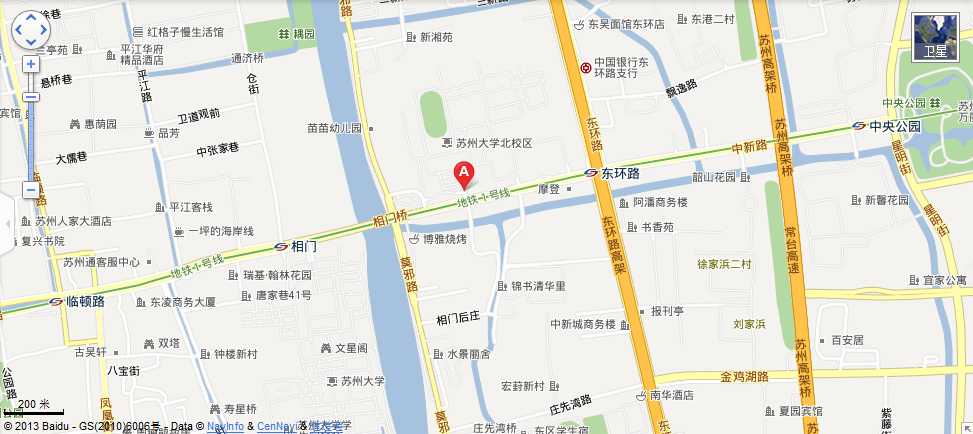 耦园
新湘苑
东吴面馆东环店
东港二村
红格子慢生活馆
兰亭苑
平江华府
精品酒店
通济桥
苏州高架桥
卫星
悬桥巷
仓街
中国银行东
环路支行
平江路
飘逸路
中央公园
卫道观前
惠荫园
品芳
苗苗幼儿园
苏州大学北校区
东环路
中央公园
中张家巷
大儒巷
中新路
苏州高架桥
星明街
A
东环路
韶山花园
摩登
地铁一号线
苏州人家大酒店
平江客栈
相门桥
阿潘商务楼
新馨花园
星明街
复兴书院
一坪的海岸线
相门
博雅烧烤
书香苑
常台高速
东环路高架
苏州通客服中心
地铁一号线
瑞基·翰林花园
莫邪路
徐家浜二村
宜家公寓
临顿路
东凌商务大厦
唐家巷41号
锦书清华里
相门后庄
中新城商务楼
报刊亭
刘家浜
百安居
双塔
古吴轩
钟楼新村
文星阁
水景丽舍
苏州高架桥
八宝街
公园路
苏州大学
宏葑新村
金鸡湖路
200 米
凤凰
寿星桥
莫邪
庄先湾路
南华酒店
夏园宾馆
紫藤街
© 2013 Baidu - GS(2010)6006号 - Data © NavInfo & CenNavi &
庄先湾居
东区学生宿